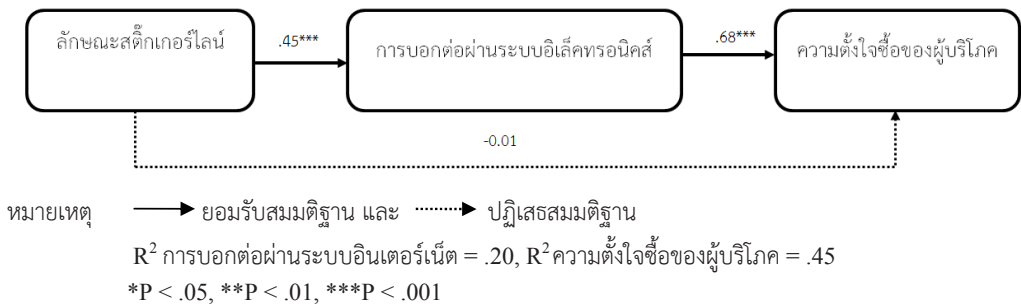 ลักษณะสติ๊กเกอร์ไลน์
.45***
การบอกต่อผ่านระบบอิเล็คทรอนิคส์
.68***
ความตั้งใจซื้อของผู้บริโภค
-0.01
หมายเหตุ ยอมรับสมมติฐาน และ ปฏิเสธสมมติฐาน
R² การบอกต่อผ่านระบบอินเตอร์เน็ต = .20, R² ความตั้งใจซื้อของผู้บริโภค = .45
*P < .05, **P < .01, ***P < .001